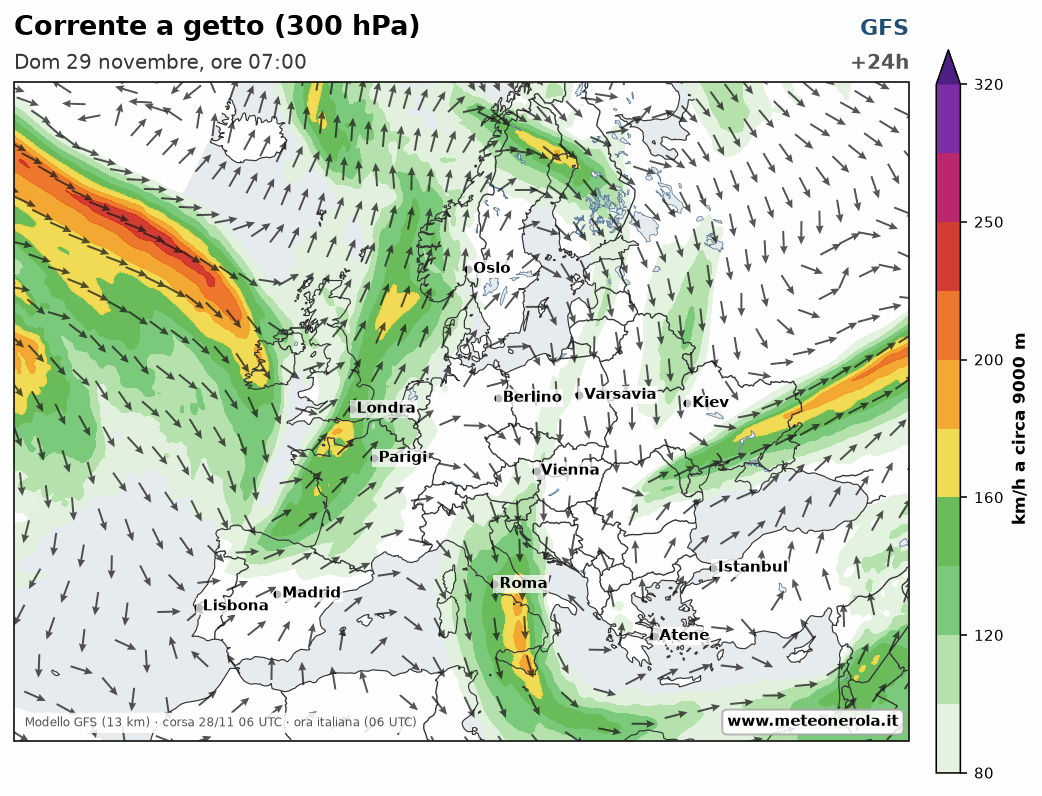 Corrente a getto (300 hPa)
GFS
Dom 29 novembre, ore 07:00
+24h
320
250
200
160
120
80
km/h a circa 9000 m
Oslo
Londra
Berlino
Varsavia
Kiev
Parigi
Vienna
Roma
Istanbul
Madrid
Lisbona
Atene
Modello GFS (13 km) · corsa 28/11 06 UTC · ora italiana (06 UTC)
www.meteonerola.it